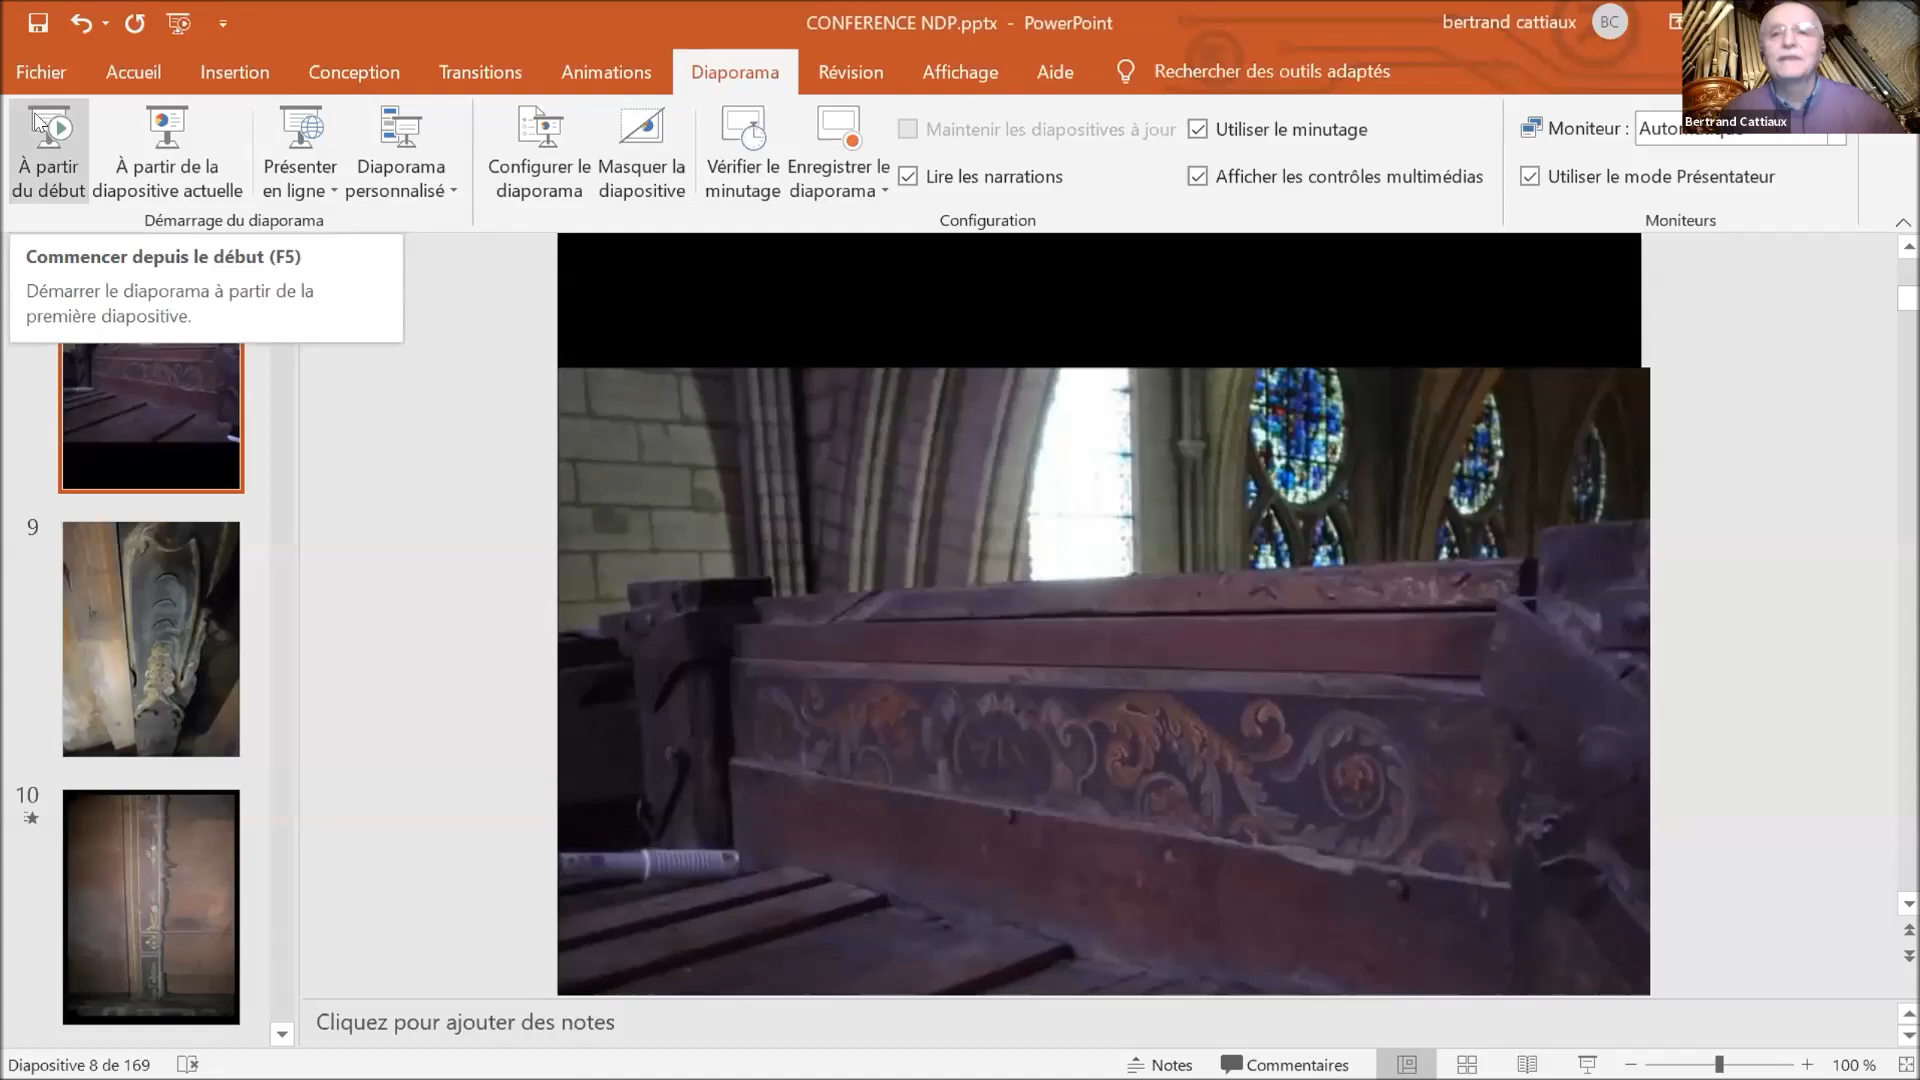 CONFERENCE NDP.pptx - PowerPoint
bertrand cattiaux
BC
Fichier
Accueil
Insertion
Conception
Transitions
Animations
Diaporama
Révision
Affichage
Aide
Rechercher des outils adaptés
À partir
du début
À partir de la
diapositive actuelle
Présenter
en ligne
Diaporama
personnalisé
Démarrage du diaporama
Configurer le
diaporama
Masquer la
diapositive
Vérifier le
minutage
Enregistrer le
diaporama
Maintenir les diapositives à jour
Lire les narrations
Utiliser le minutage
Afficher les contrôles multimédias
Configuration
Moniteur :
Utiliser le mode Présentateur
Moniteurs
Bertrand Cattiaux
Commencer depuis le début (F5)
Démarrer le diaporama à partir de la
première diapositive.
9
10
Cliquez pour ajouter des notes
Diapositive 8 de 169
Notes
Commentaires
100 %